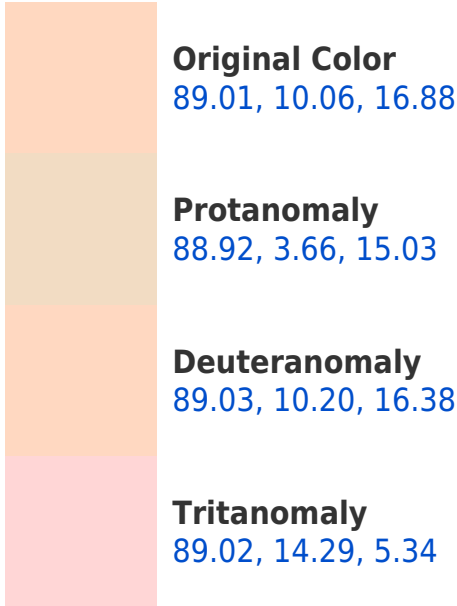 Original Color
89.01, 10.06, 16.88
Protanomaly
88.92, 3.66, 15.03
Deuteranomaly
89.03, 10.20, 16.38
Tritanomaly
89.02, 14.29, 5.34